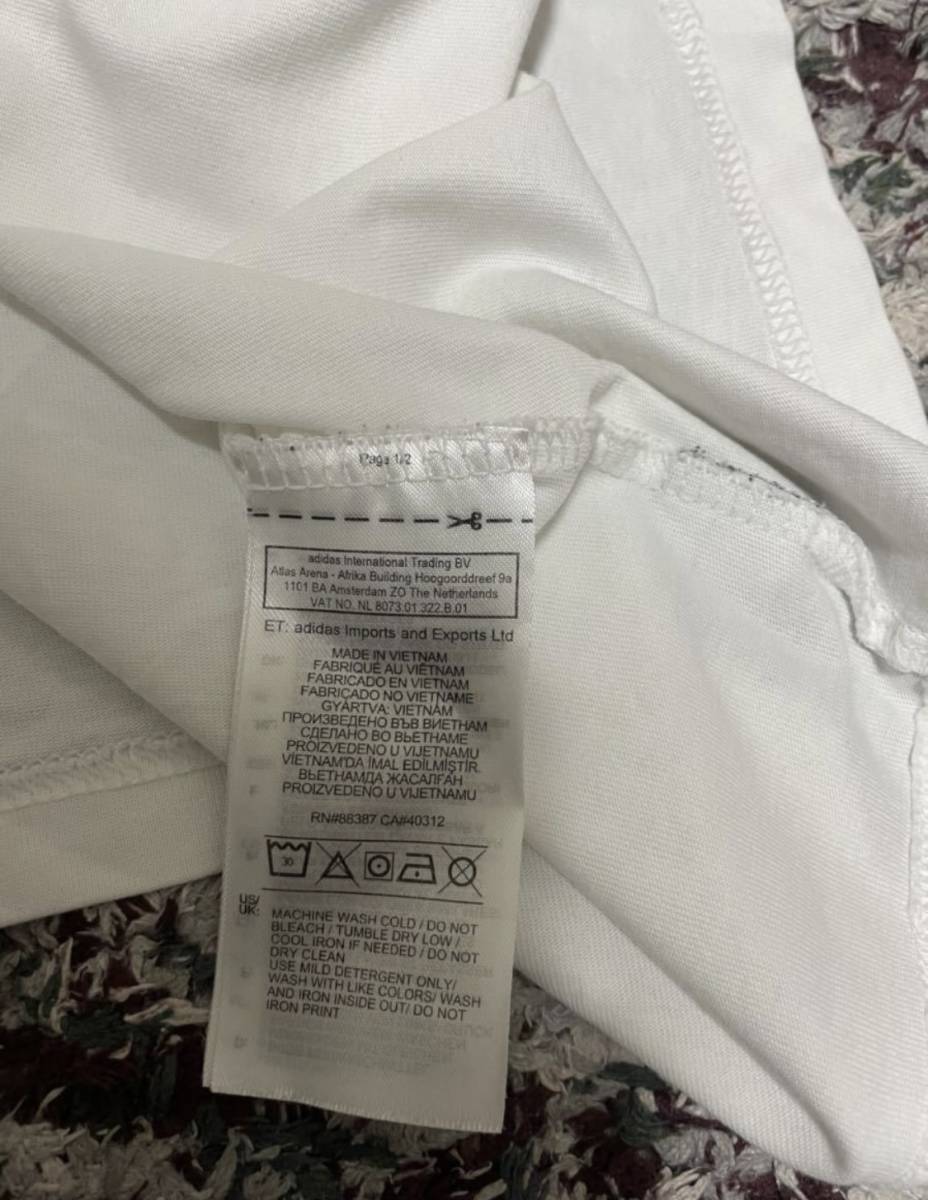 Page 1/2
adidas International Trading BV
Atlas Arena - Afrika Building Hoogoorddreef 9a
1101 BA Amsterdam ZO The Netherlands
VAT NO. NL 8073.01.322.B.01
ET: adidas Imports and Exports Ltd
MADE IN VIETNAM
FABRIQUÉ AU VIÊTNAM
FABRICADO EN VIETNAM
FABRICADO NO VIETNAME
GYÁRTVA: VIETNÁM
ПРОИЗВЕДЕНО ВЪВ ВИЕТНАМ
СДЕЛАНО ВО ВЬЕТНАМЕ
PROIZVEDENO U VIJETNAMU
VİETNAM'DA İMAL EDİLMİŞTİR.
ВЬЕТНАМДА ЖАСАЛҒАН
PROIZVEDENO U VIJETNAMU
RN#88387 CA#40312
30
US/
UK:
MACHINE WASH COLD / DO NOT
BLEACH / TUMBLE DRY LOW /
COOL IRON IF NEEDED / DO NOT
DRY CLEAN
USE MILD DETERGENT ONLY/
WASH WITH LIKE COLORS/ WASH
AND IRON INSIDE OUT/ DO NOT
IRON PRINT